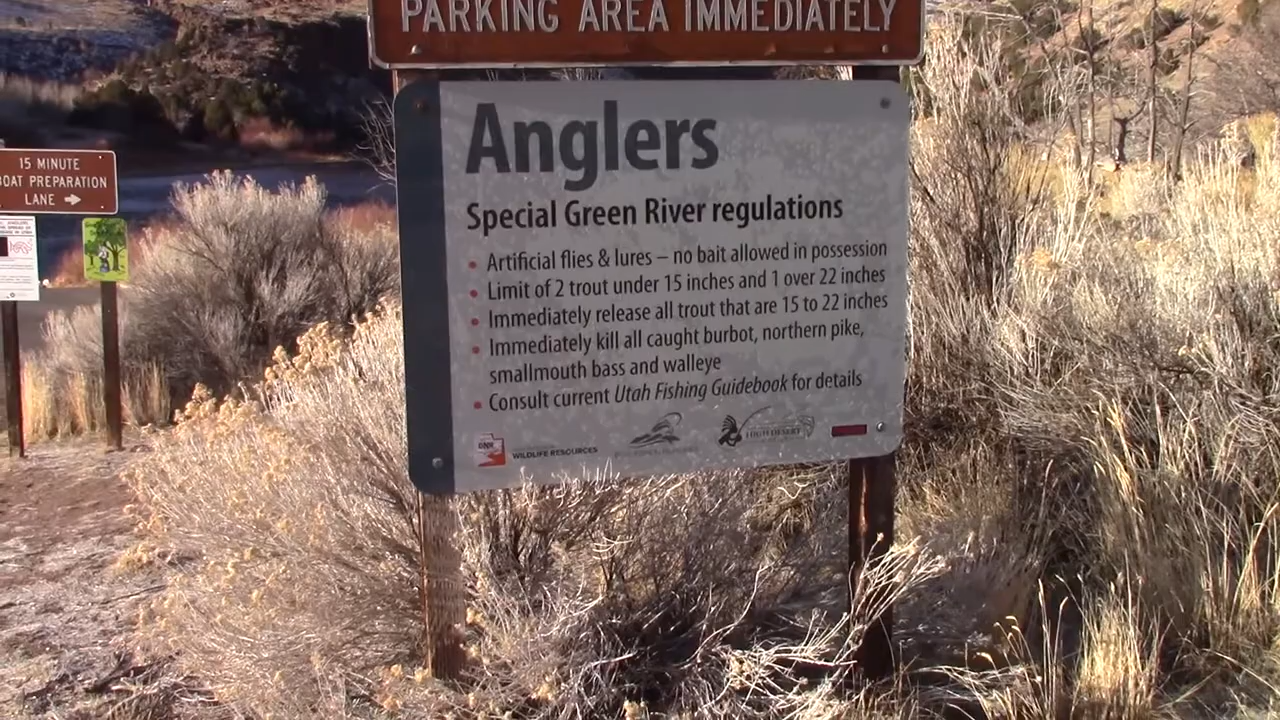 PARKING AREA IMMEDIATELY
15 MINUTE
BOAT PREPARATION
LANE
Anglers
Special Green River regulations
• Artificial flies & lures – no bait allowed in possession
• Limit of 2 trout under 15 inches and 1 over 22 inches
• Immediately release all trout that are 15 to 22 inches
• Immediately kill all caught burbot, northern pike,
smallmouth bass and walleye
• Consult current Utah Fishing Guidebook for details
DNR
WILDLIFE RESOURCES
HIGH DESERT